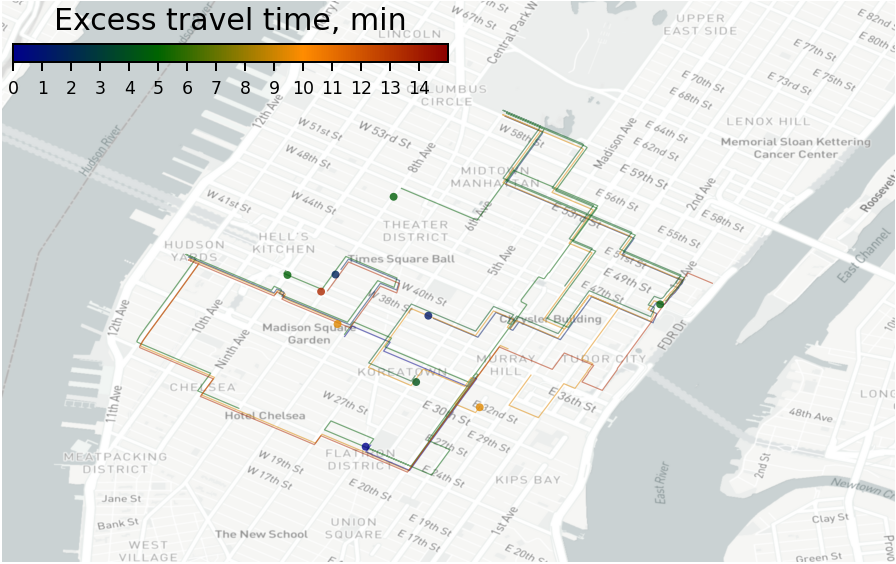 Excess travel time, min
0 1 2 3 4 5 6 7 8 9 10 11 12 13 14
W 67th St
Central Park W
LINCOLN
UPPER
EAST SIDE
E 82nd St
E 80th St
E 77th St
E 75th St
E 73rd St
E 70th St
E 68th St
COLUMBUS
CIRCLE
12th Ave
W 51st St
W 53rd St
W 58th St
8th Ave
Madison Ave
E 64th St
E 62nd St
LENOX HILL
Memorial Sloan Kettering
Cancer Center
Hudson River
W 48th St
MIDTOWN
MANHATTAN
E 59th St
2nd Ave
Roosevelt
W 41st St
W 44th St
6th Ave
E 56th St
E 53rd St
E 58th St
E 55th St
HELL'S
KITCHEN
THEATER
DISTRICT
HUDSON
YARDS
Times Square Ball
5th Ave
E 51st St
E 49th St
E 47th St
East Channel
W 40th St
W 38th St
10th Ave
12th Ave
Madison Square
Garden
Chrysler Building
FDR Dr
Ninth Ave
KOREATOWN
MURRAY
HILL
TUDOR CITY
CHELSEA
11th Ave
W 27th St
E 30th St
E 32nd St
E 36th St
Hotel Chelsea
E 27th St
E 29th St
48th Ave
MEATPACKING
DISTRICT
W 19th St
W 17th St
FLATIRON
DISTRICT
E 24th St
KIPS BAY
East River
2nd St
Newtown Cr
Jane St
E 20th St
Bank St
The New School
UNION
SQUARE
E 19th St
E 17th St
1st Ave
E 20th St
Clay St
WEST
VILLAGE
Green St